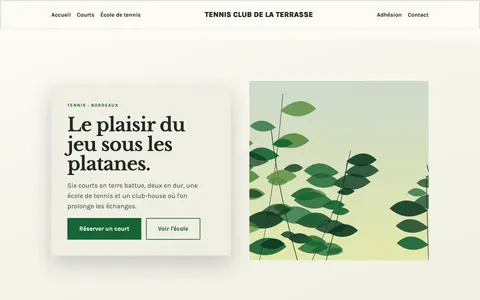 Accueil Courts École de tennis
TENNIS CLUB DE LA TERRASSE
Adhésion Contact
TENNIS · BORDEAUX
Le plaisir du
jeu sous les
platanes.
Six courts en terre battue, deux en dur, une
école de tennis et un club-house où l'on
prolonge les échanges.
Réserver un court
Voir l'école